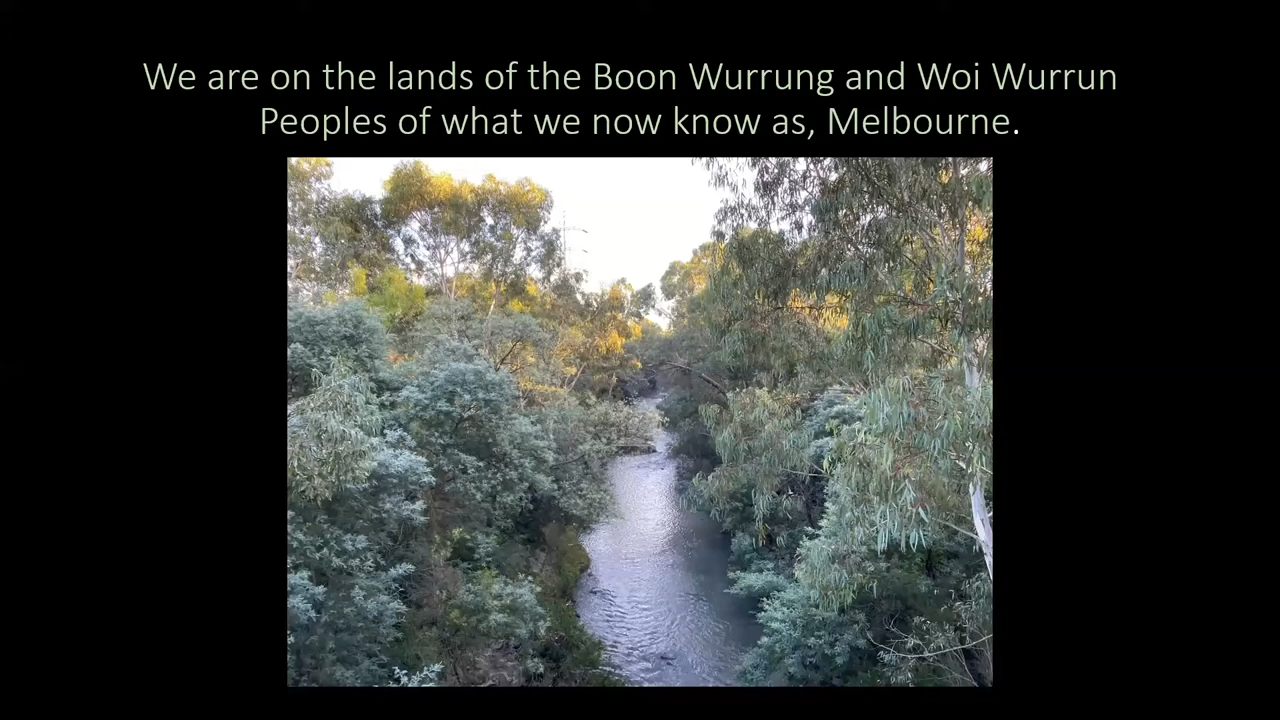 We are on the lands of the Boon Wurrung and Woi Wurrun
Peoples of what we now know as, Melbourne.